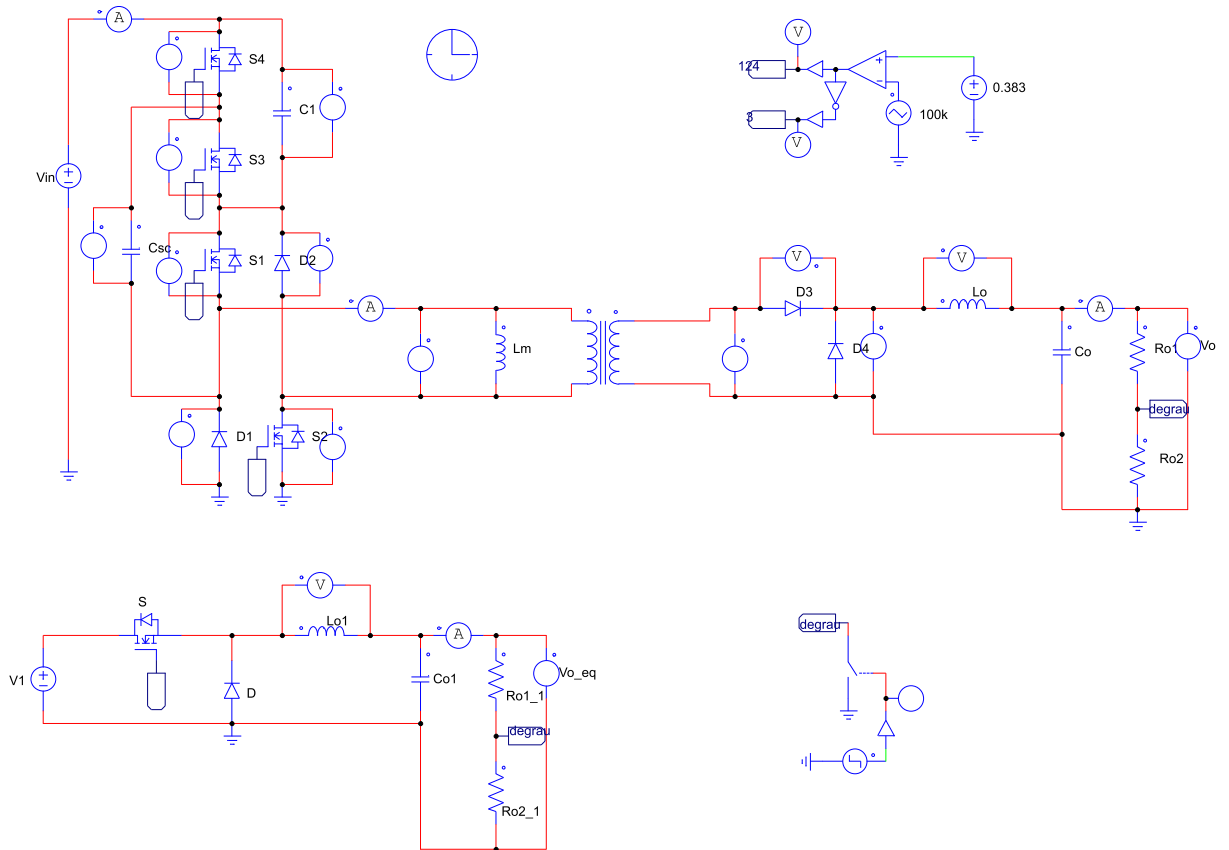 A
S4
V
124
0.383
C1
100k
3
S3
V
Vin
Csc
S1
D2
V
V
D3
Lo
A
A
Lm
D4
Co
Ro1
Vo
degrau
D1
S2
Ro2
V
S
Lo1
degrau
A
V1
D
Co1
Vo_eq
Ro1_1
degrau
Ro2_1